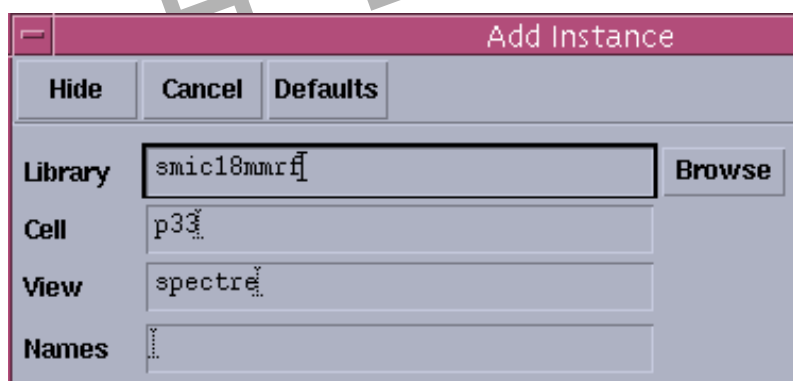 Add Instance
Hide Cancel Defaults
Library smic18mmrf Browse
Cell p33
View spectre
Names